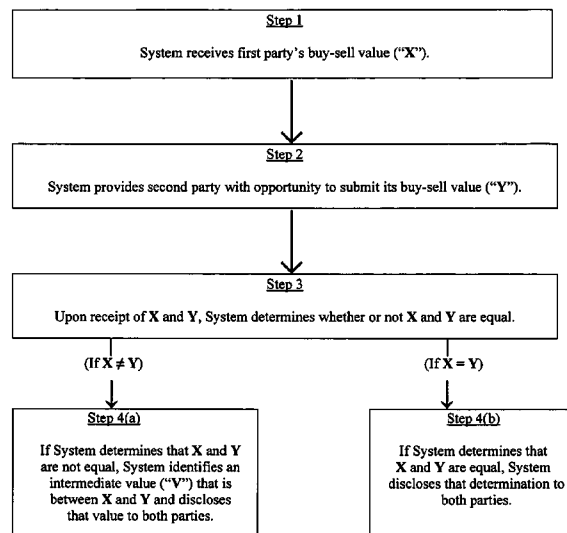 Step 1
System receives first party's buy-sell value (“X”).
Step 2
System provides second party with opportunity to submit its buy-sell value (“Y”).
Step 3
Upon receipt of X and Y, System determines whether or not X and Y are equal.
(If X ≠ Y)
(If X = Y)
Step 4(a)
If System determines that X and Y
are not equal, System identifies an
intermediate value (“V”) that is
between X and Y and discloses
that value to both parties.
Step 4(b)
If System determines that
X and Y are equal, System
discloses that determination to
both parties.